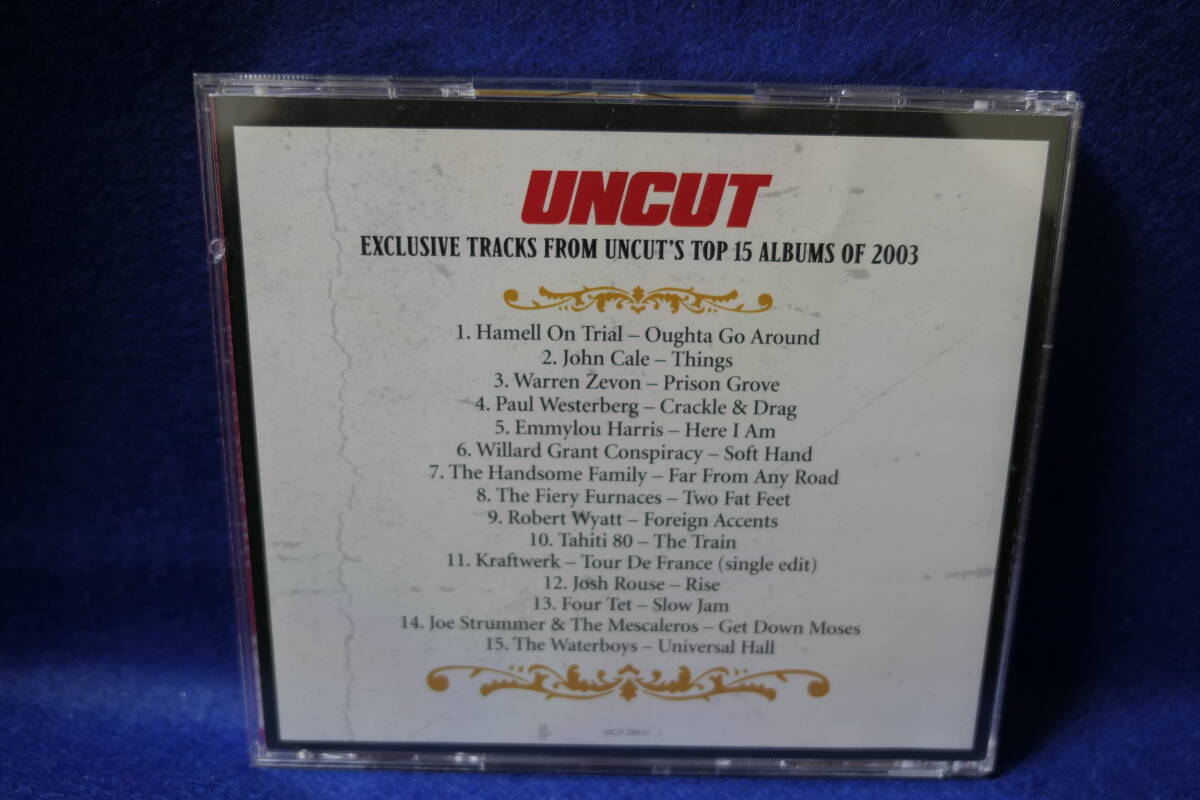 UNCUT
EXCLUSIVE TRACKS FROM UNCUT'S TOP 15 ALBUMS OF 2003
1. Hamell On Trial – Oughta Go Around
2. John Cale – Things
3. Warren Zevon – Prison Grove
4. Paul Westerberg – Crackle & Drag
5. Emmylou Harris – Here I Am
6. Willard Grant Conspiracy – Soft Hand
7. The Handsome Family – Far From Any Road
8. The Fiery Furnaces – Two Fat Feet
9. Robert Wyatt – Foreign Accents
10. Tahiti 80 – The Train
11. Kraftwerk – Tour De France (single edit)
12. Josh Rouse – Rise
13. Four Tet – Slow Jam
14. Joe Strummer & The Mescaleros – Get Down Moses
15. The Waterboys – Universal Hall